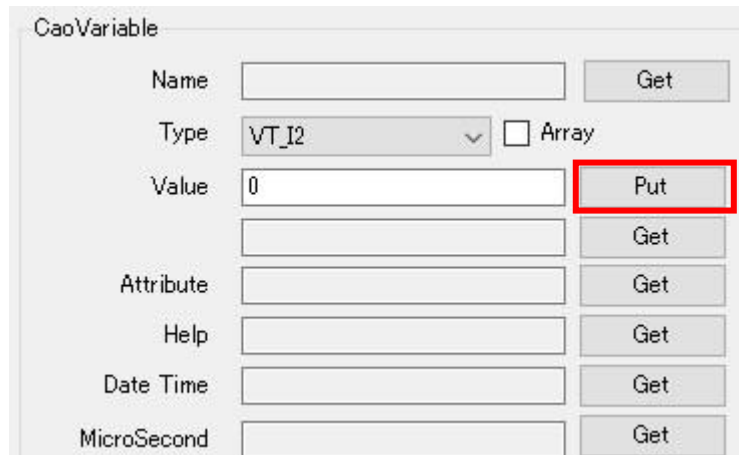 CaoVariable
Name Get
Type VT_I2 Array
Value 0 Put
Get
Attribute Get
Help Get
Date Time Get
MicroSecond Get